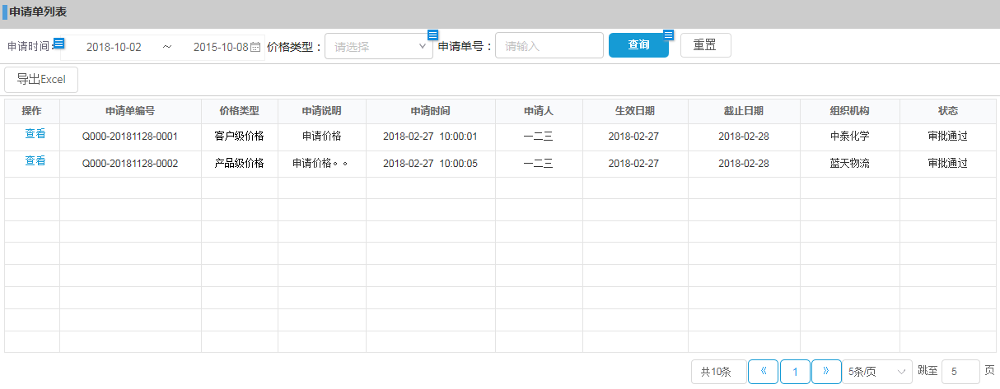 申请单列表
申请时间： 2018-10-02 ～ 2015-10-08 价格类型： 请选择 申请单号： 请输入 查询 重置
导出Excel
操作 申请单编号 价格类型 申请说明 申请时间 申请人 生效日期 截止日期 组织机构 状态
查看 Q000-20181128-0001 客户级价格 申请价格 2018-02-27 10:00:01 一二三 2018-02-27 2018-02-28 中泰化学 审批通过
查看 Q000-20181128-0002 产品级价格 申请价格。。 2018-02-27 10:00:05 一二三 2018-02-27 2018-02-28 蓝天物流 审批通过
共10条 《 1 》 5条/页 跳至 5 页